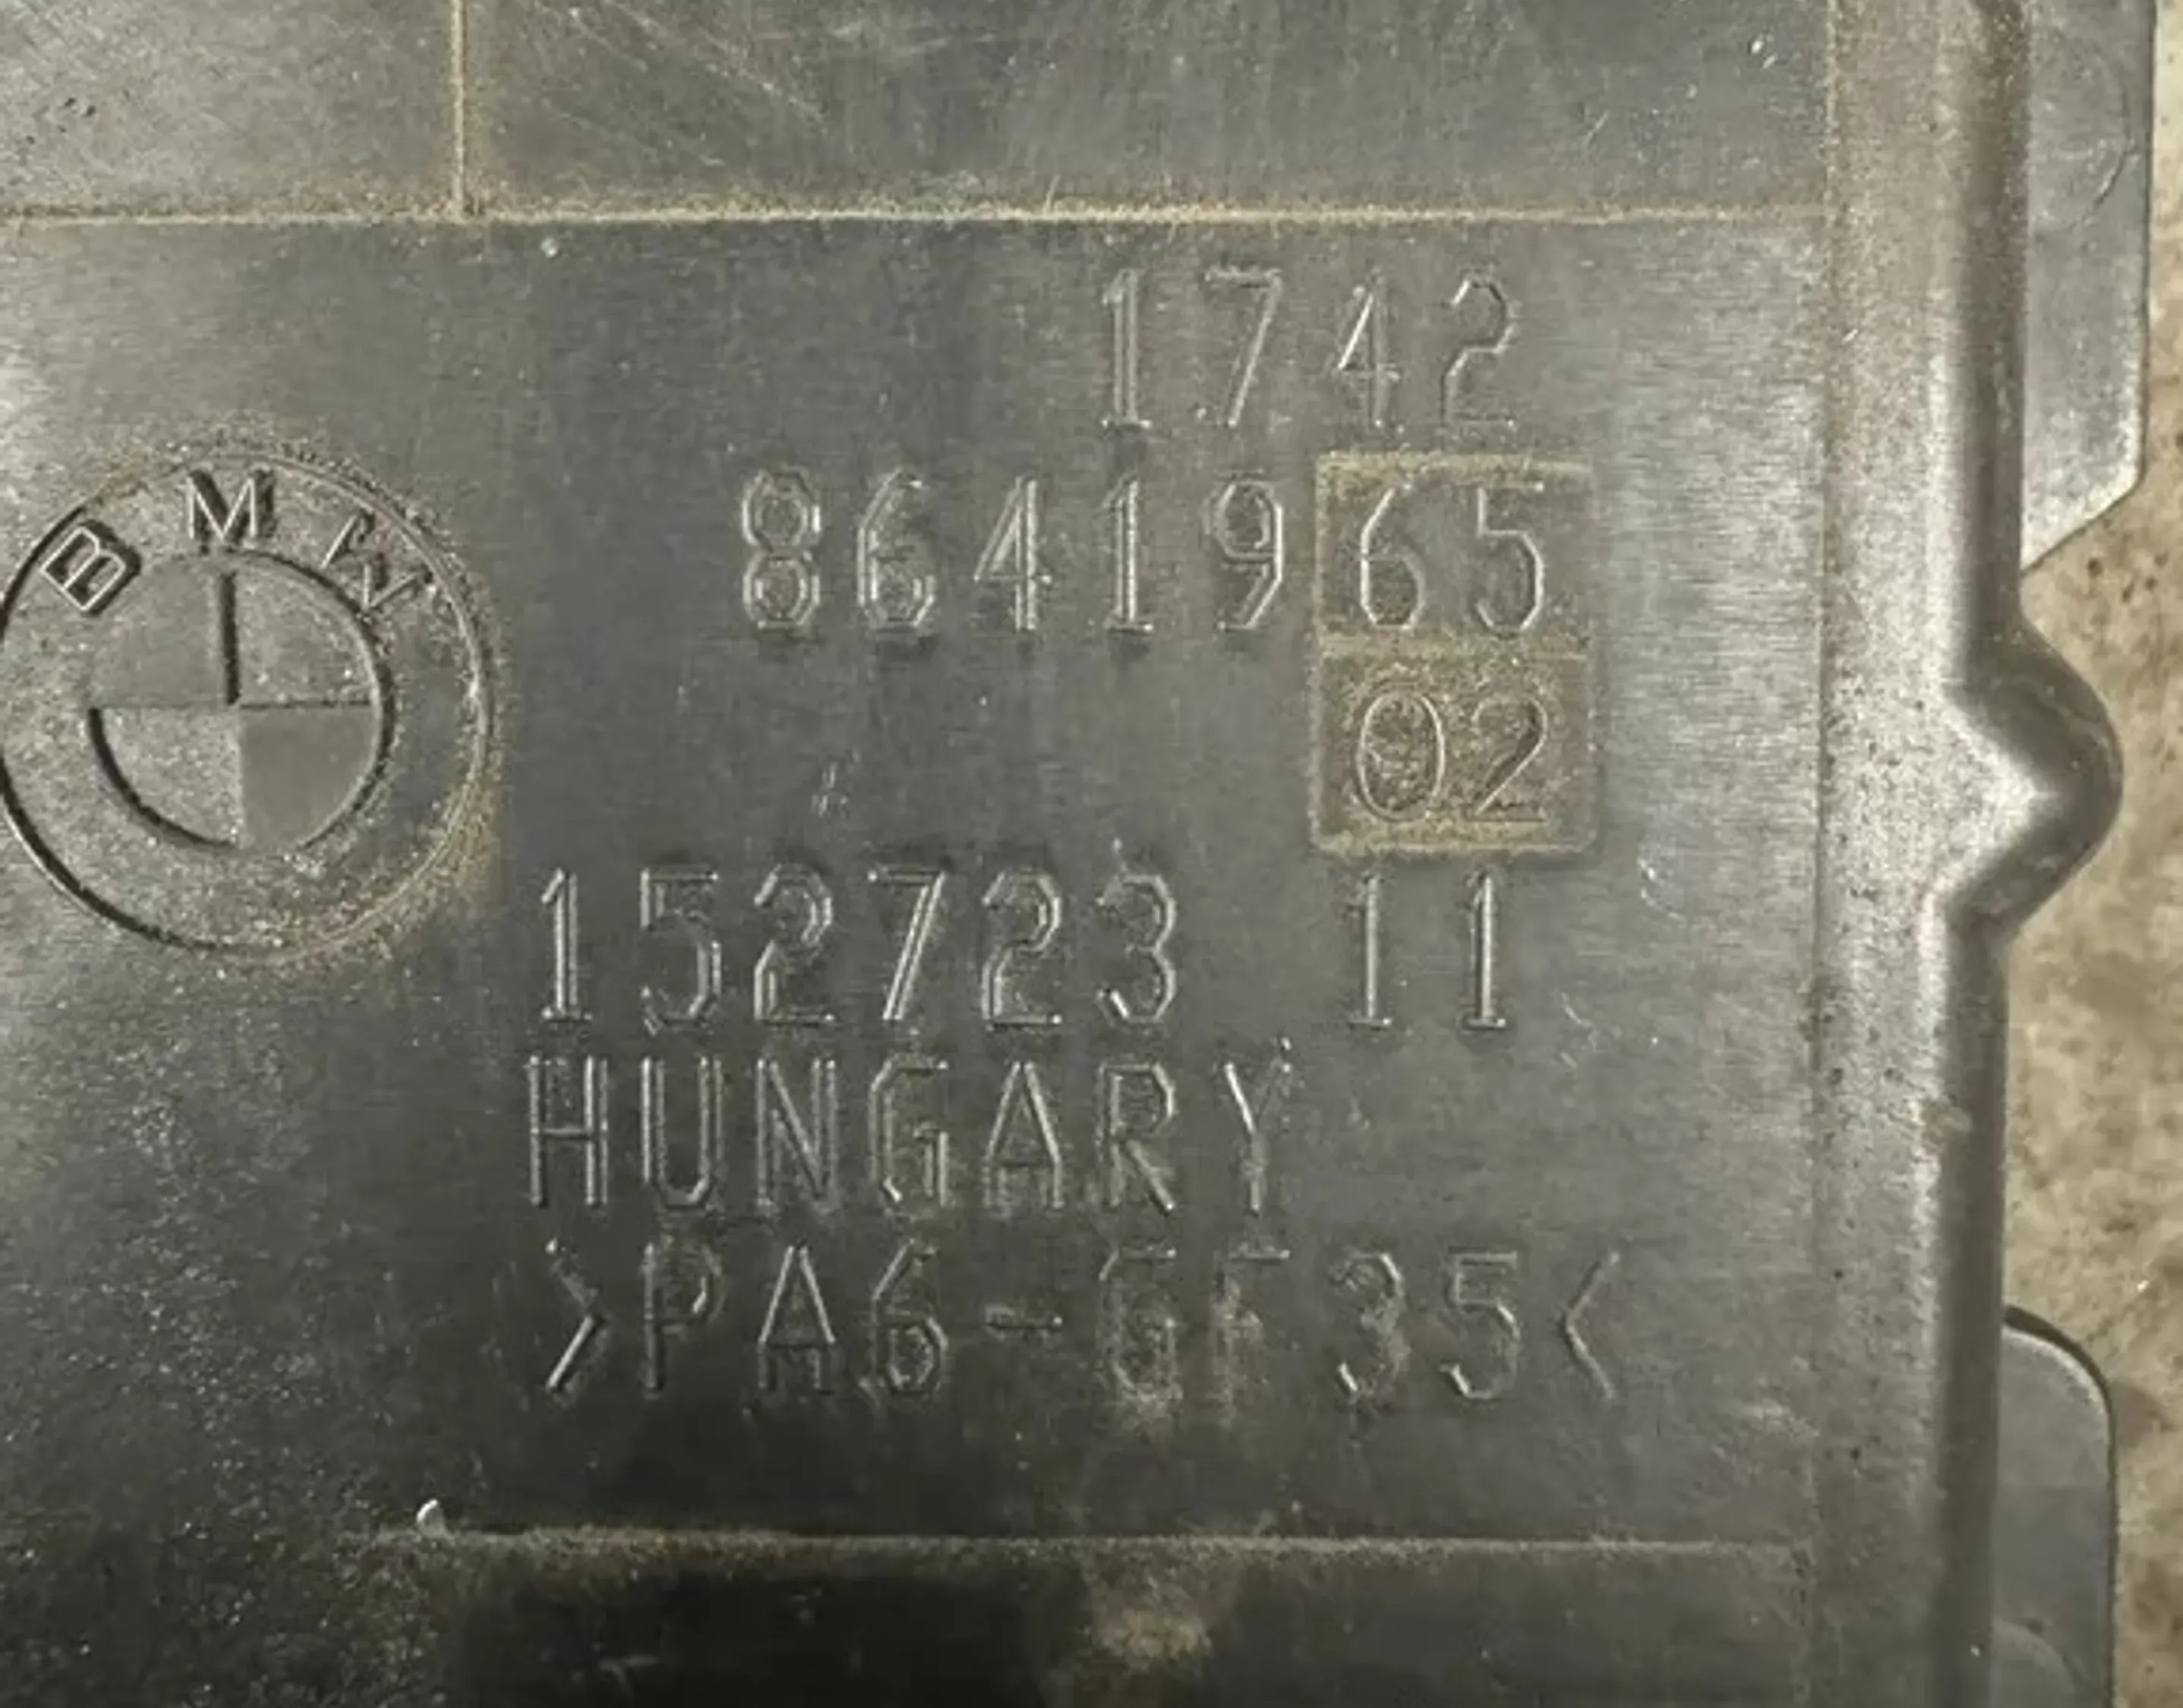 1742
BMW
8641965
02
152723 11
HUNGARY
>PA6-GF35<